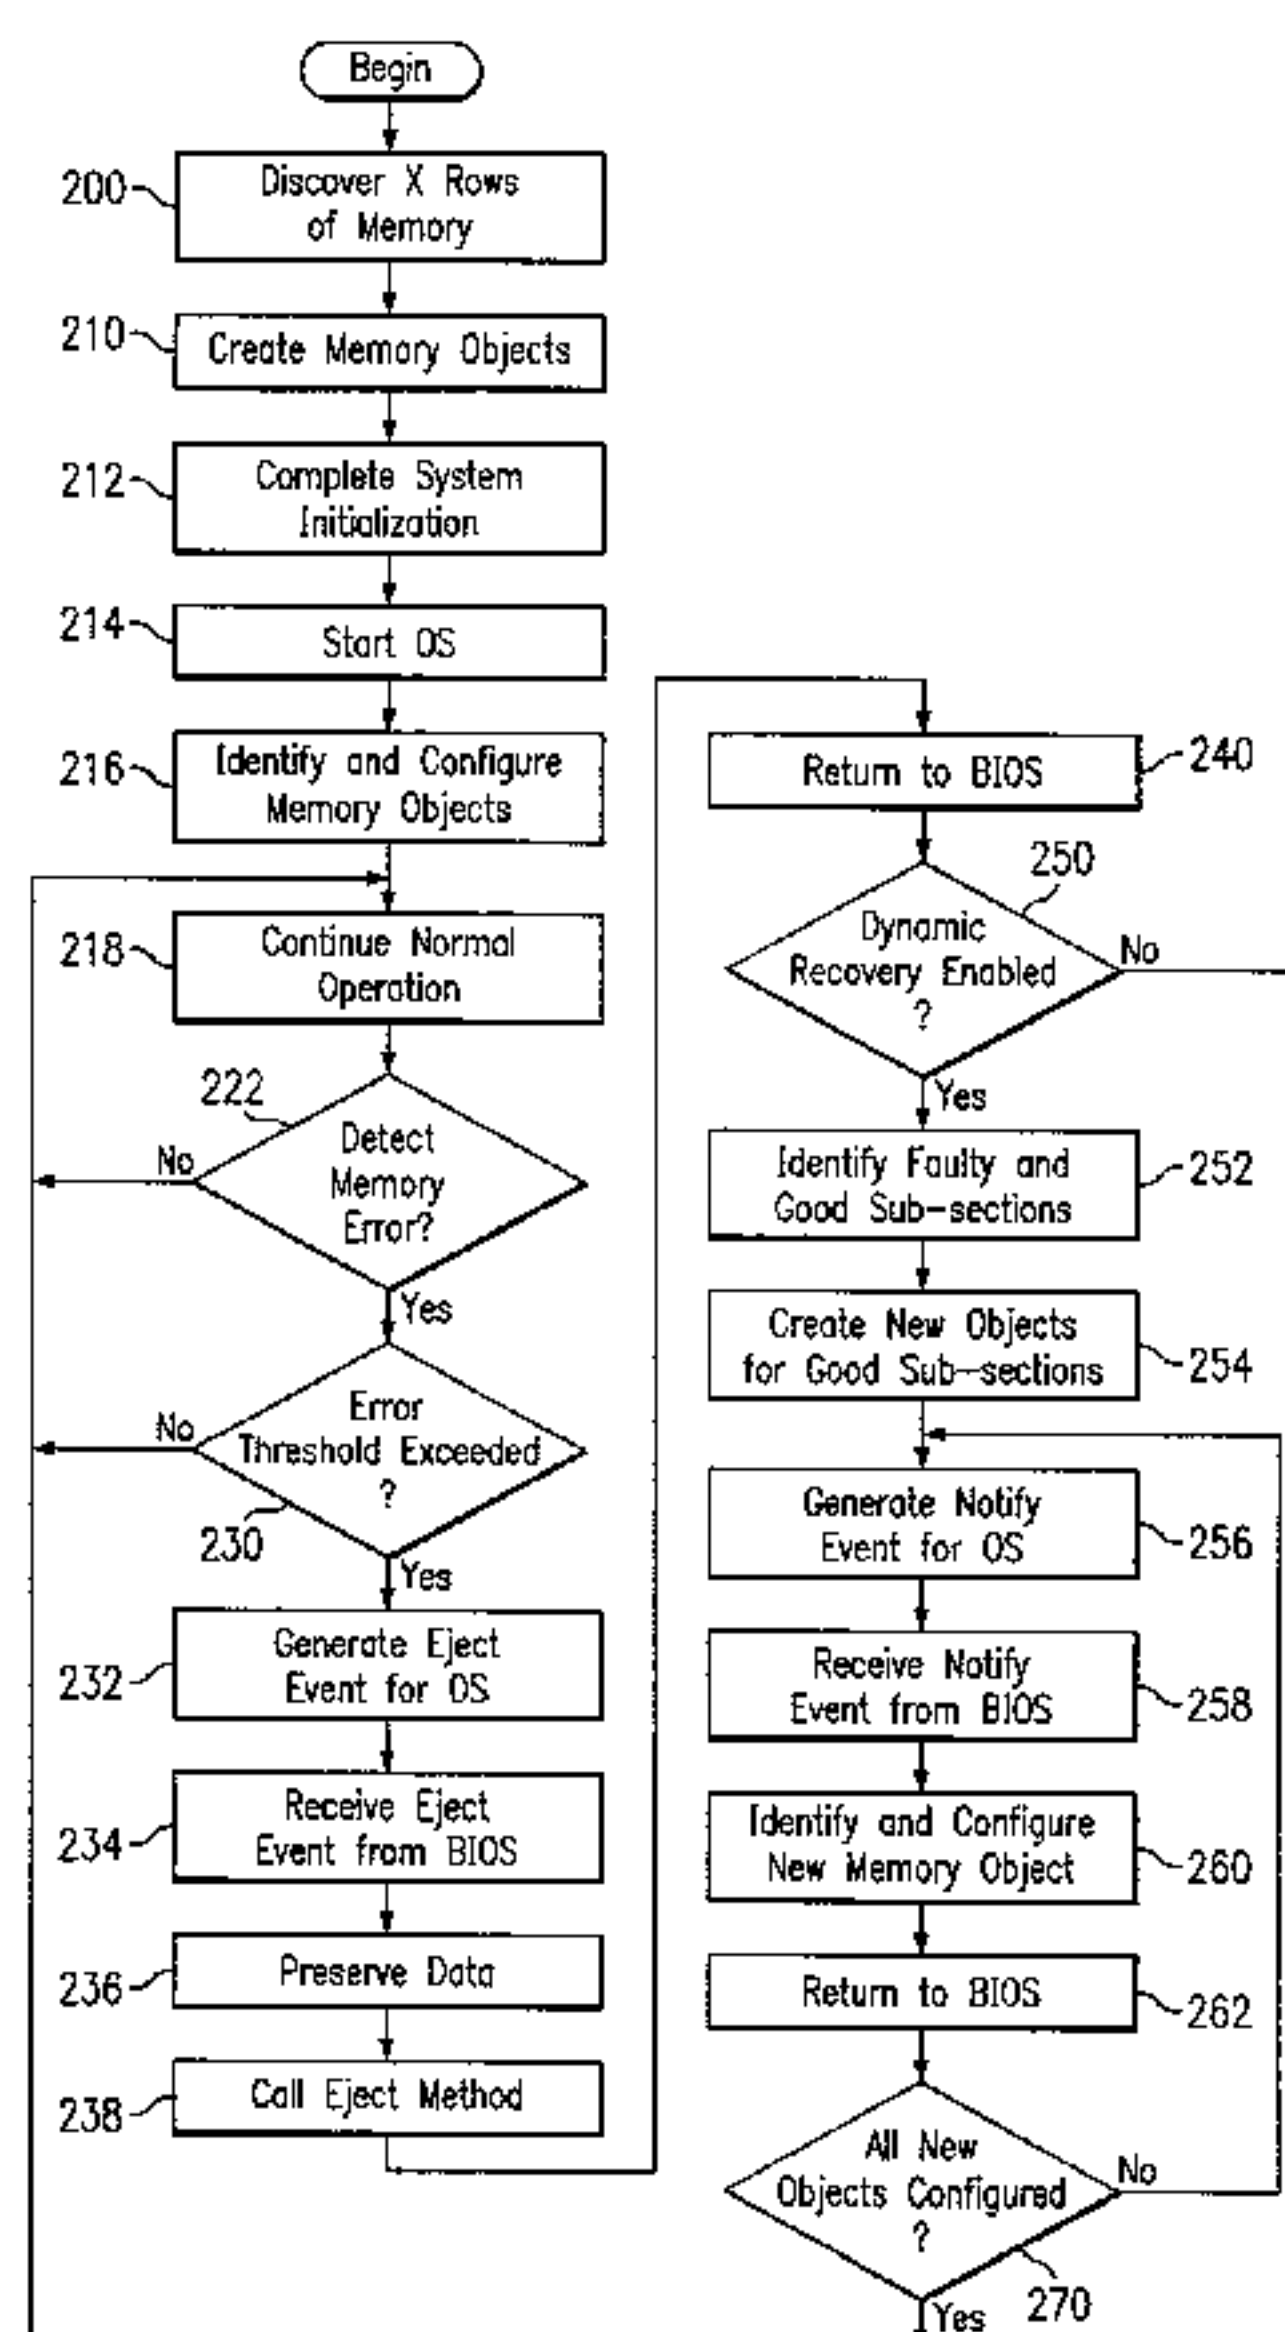 Begin
200
Discover X Rows
of Memory
210
Create Memory Objects
212
Complete System
Initialization
214
Start OS
216
Identify and Configure
Memory Objects
218
Continue Normal
Operation
222
Detect
Memory
Error?
No
Yes
Error
Threshold Exceeded
?
No
230
Yes
232
Generate Eject
Event for OS
234
Receive Eject
Event from BIOS
236
Preserve Data
238
Call Eject Method
Return to BIOS
240
250
Dynamic
Recovery Enabled
?
No
Yes
Identify Faulty and
Good Sub-sections
252
Create New Objects
for Good Sub-sections
254
Generate Notify
Event for OS
256
Receive Notify
Event from BIOS
258
Identify and Configure
New Memory Object
260
Return to BIOS
262
All New
Objects Configured
?
No
270
Yes